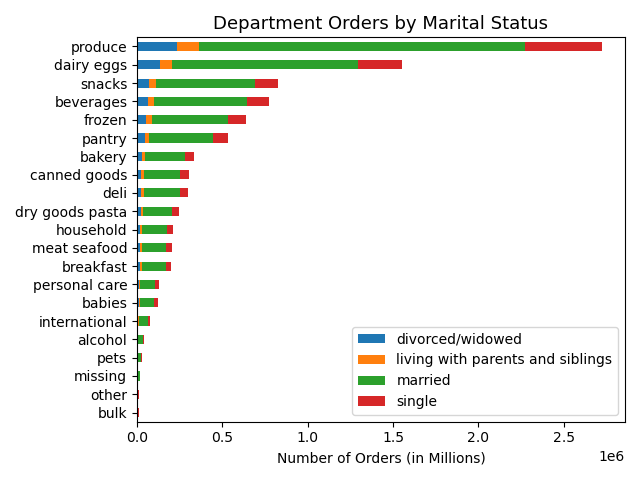 Department Orders by Marital Status
produce
dairy eggs
snacks
beverages
frozen
pantry
bakery
canned goods
deli
dry goods pasta
household
meat seafood
breakfast
personal care
babies
international
alcohol
pets
missing
other
bulk
divorced/widowed
living with parents and siblings
married
single
0.0 0.5 1.0 1.5 2.0 2.5
1e6
Number of Orders (in Millions)